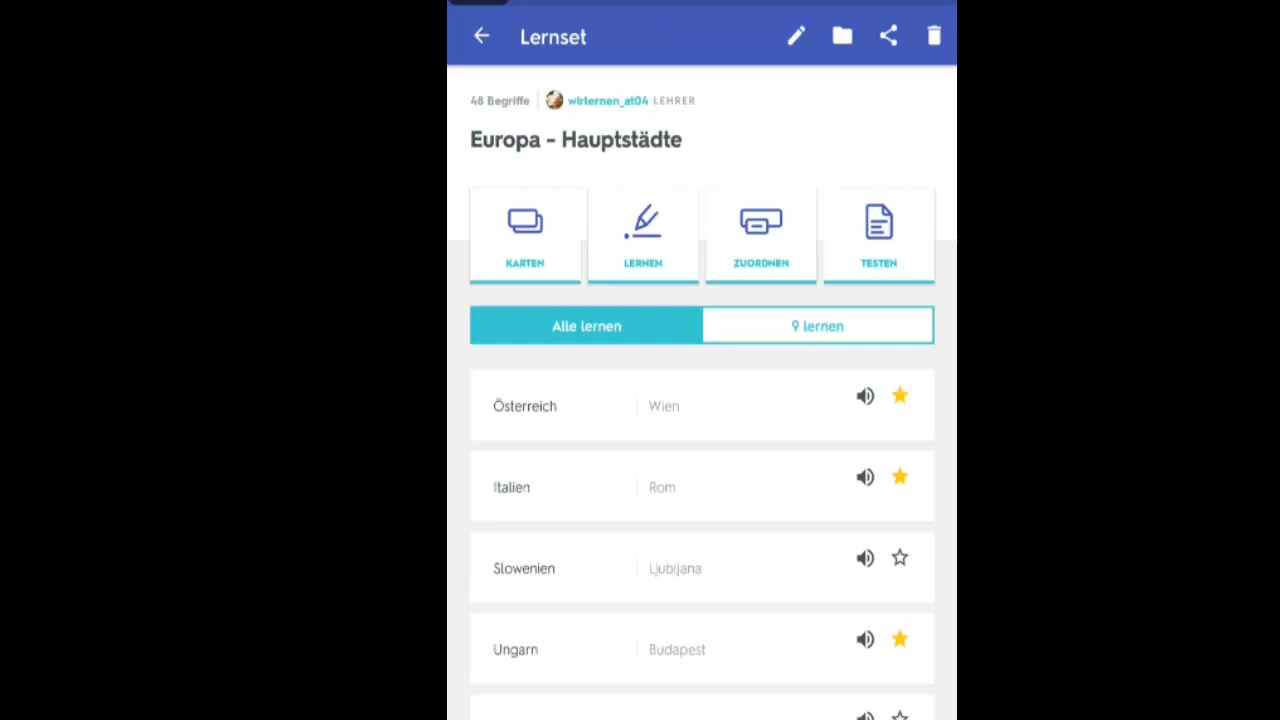 Lernset
48 Begriffe wirlernen_at04 LEHRER
Europa - Hauptstädte
KARTEN LERNEN ZUORDNEN TESTEN
Alle lernen 9 lernen
Österreich Wien
Italien Rom
Slowenien Ljubljana
Ungarn Budapest